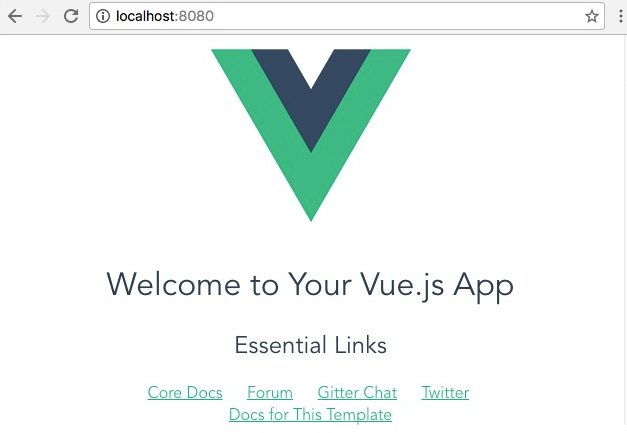 localhost:8080
Welcome to Your Vue.js App
Essential Links
Core Docs Forum Gitter Chat Twitter
Docs for This Template